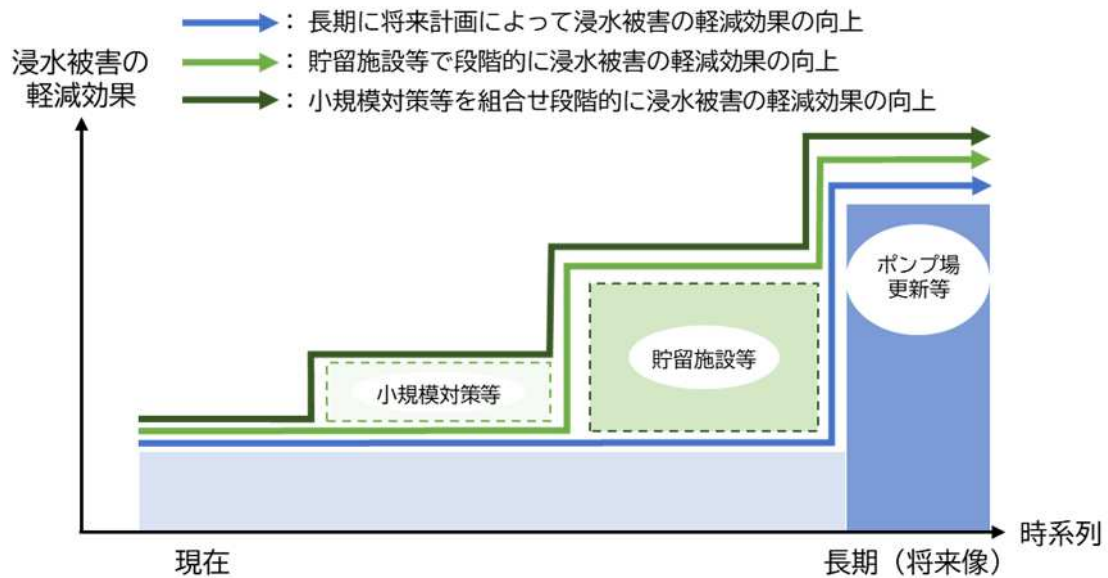 ：長期に将来計画によって浸水被害の軽減効果の向上
：貯留施設等で段階的に浸水被害の軽減効果の向上
：小規模対策等を組合せ段階的に浸水被害の軽減効果の向上
浸水被害の
軽減効果
ポンプ場
更新等
貯留施設等
小規模対策等
時系列
現在
長期（将来像）